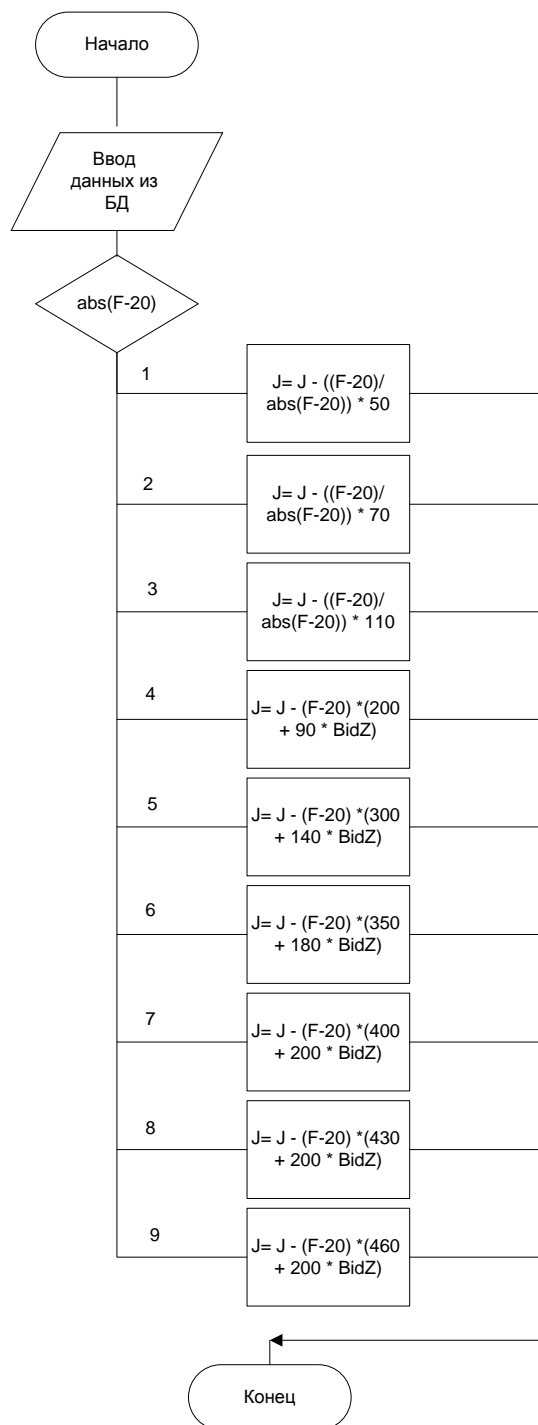 Начало
Ввод
данных из
БД
abs(F-20)
1
J= J - ((F-20)/
abs(F-20)) * 50
2
J= J - ((F-20)/
abs(F-20)) * 70
3
J= J - ((F-20)/
abs(F-20)) * 110
4
J= J - (F-20) *(200
+ 90 * BidZ)
5
J= J - (F-20) *(300
+ 140 * BidZ)
6
J= J - (F-20) *(350
+ 180 * BidZ)
7
J= J - (F-20) *(400
+ 200 * BidZ)
8
J= J - (F-20) *(430
+ 200 * BidZ)
9
J= J - (F-20) *(460
+ 200 * BidZ)
Конец